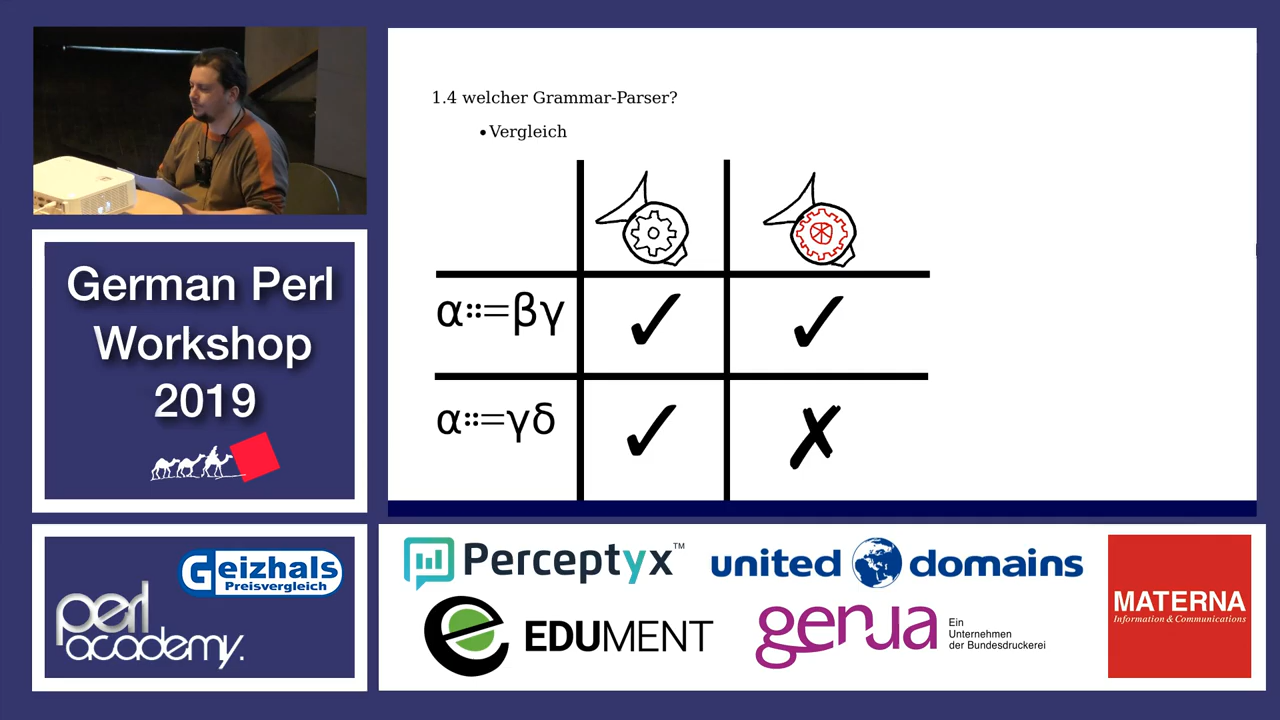 1.4 welcher Grammar-Parser?
•Vergleich
α::=βγ
✓ ✓
α::=γδ
✓ ✗
German Perl
Workshop
2019
Geizhals
Preisvergleich
perl
academy.
Perceptyx™
united domains
EDUMENT
genua
Ein
Unternehmen
der Bundesdruckerei
MATERNA
Information & Communications